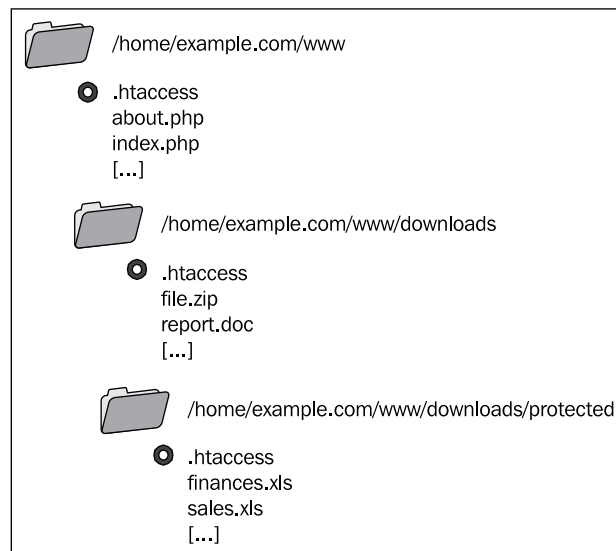 /home/example.com/www
.htaccess
about.php
index.php
[...]
/home/example.com/www/downloads
.htaccess
file.zip
report.doc
[...]
/home/example.com/www/downloads/protected
.htaccess
finances.xls
sales.xls
[...]